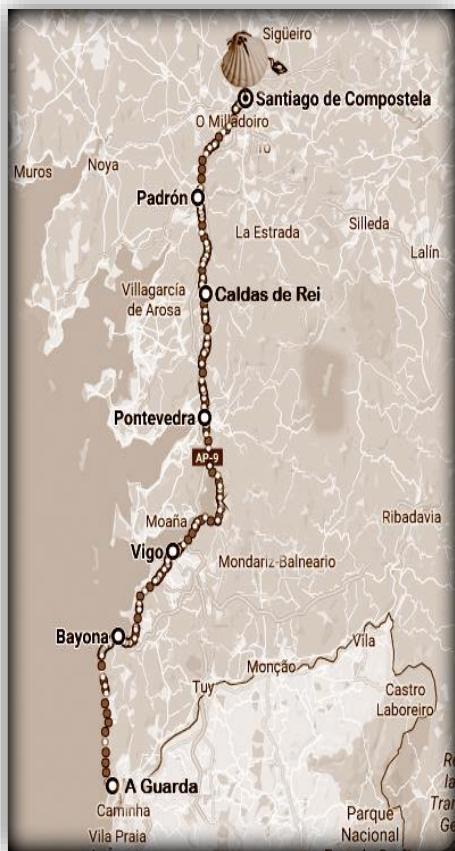 Sigüeiro
Santiago de Compostela
O Milladoiro
Noya
Muros
Padrón
La Estrada
Silleda
Lalín
Villagarcía
de Arosa
Caldas de Rei
Pontevedra
AP-9
Moaña
Ribadavia
Vigo
Mondariz-Balneario
Bayona
Vila
Monção
Tuy
Castro
Laboreiro
A Guarda
Caminha
Vila Praia
Parque
Nacional